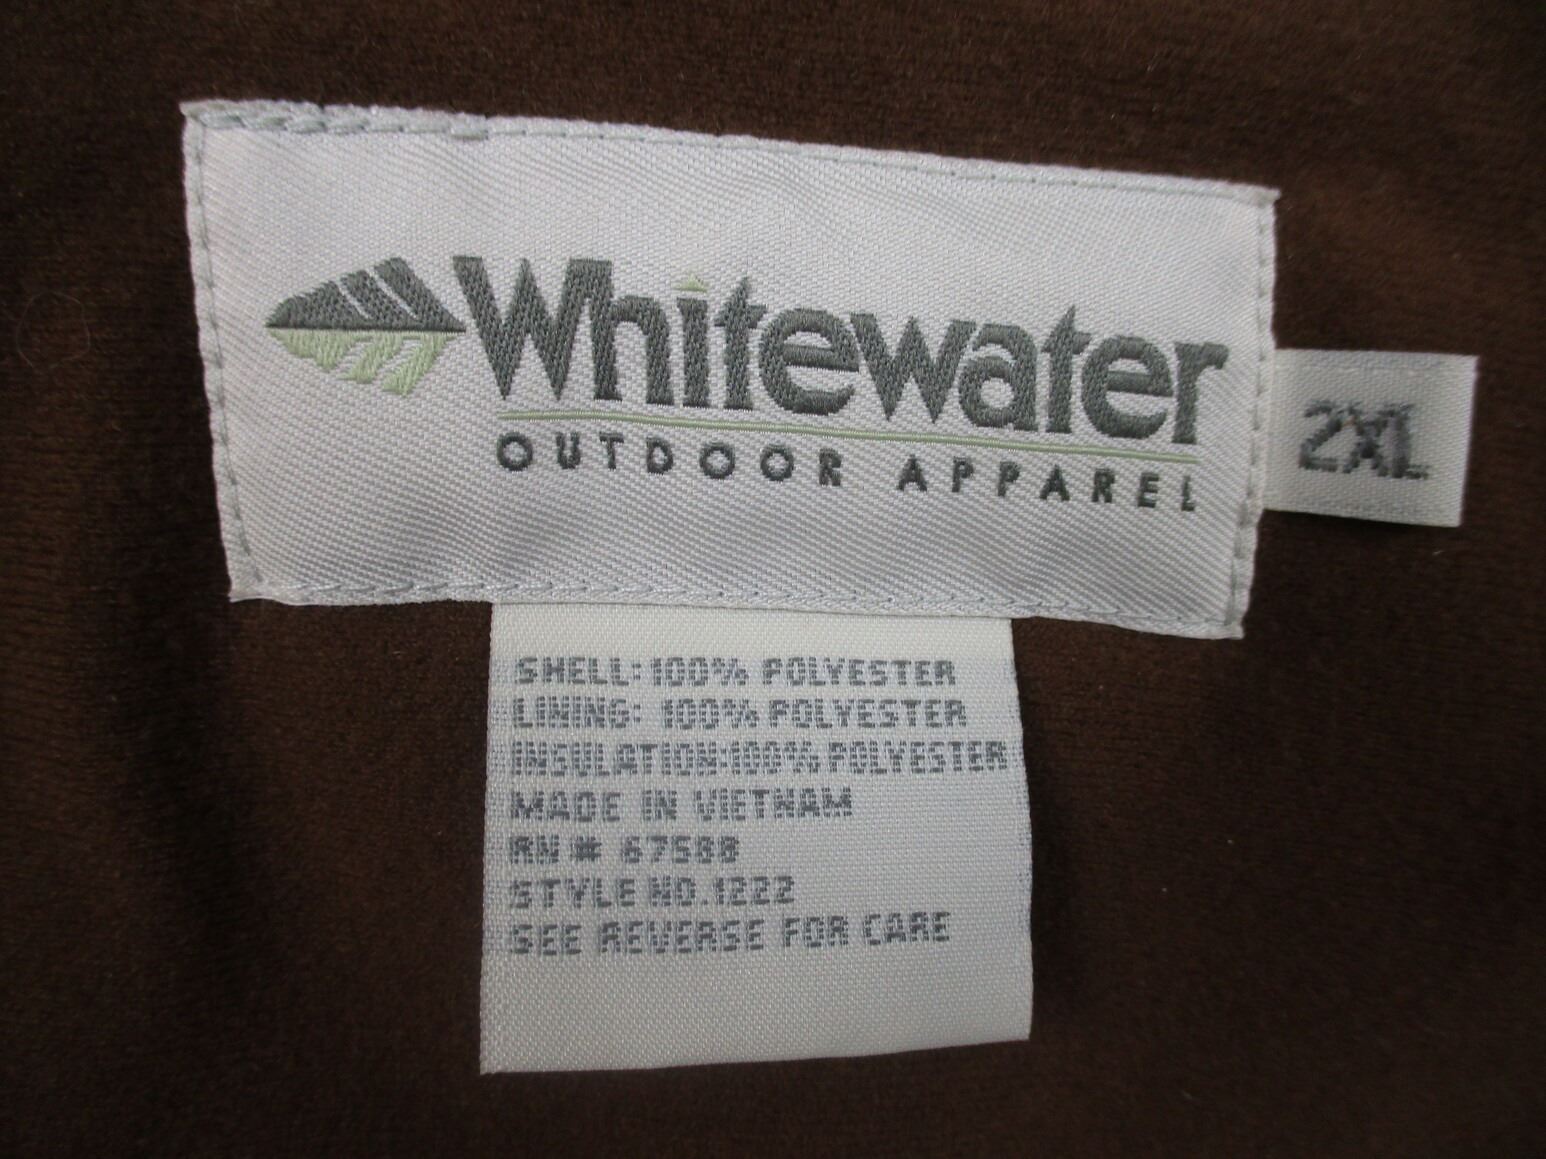 Whitewater
OUTDOOR APPAREL
2XL
SHELL: 100% POLYESTER
LINING: 100% POLYESTER
INSULATION:100% POLYESTER
MADE IN VIETNAM
RN # 67588
STYLE NO.1222
SEE REVERSE FOR CARE